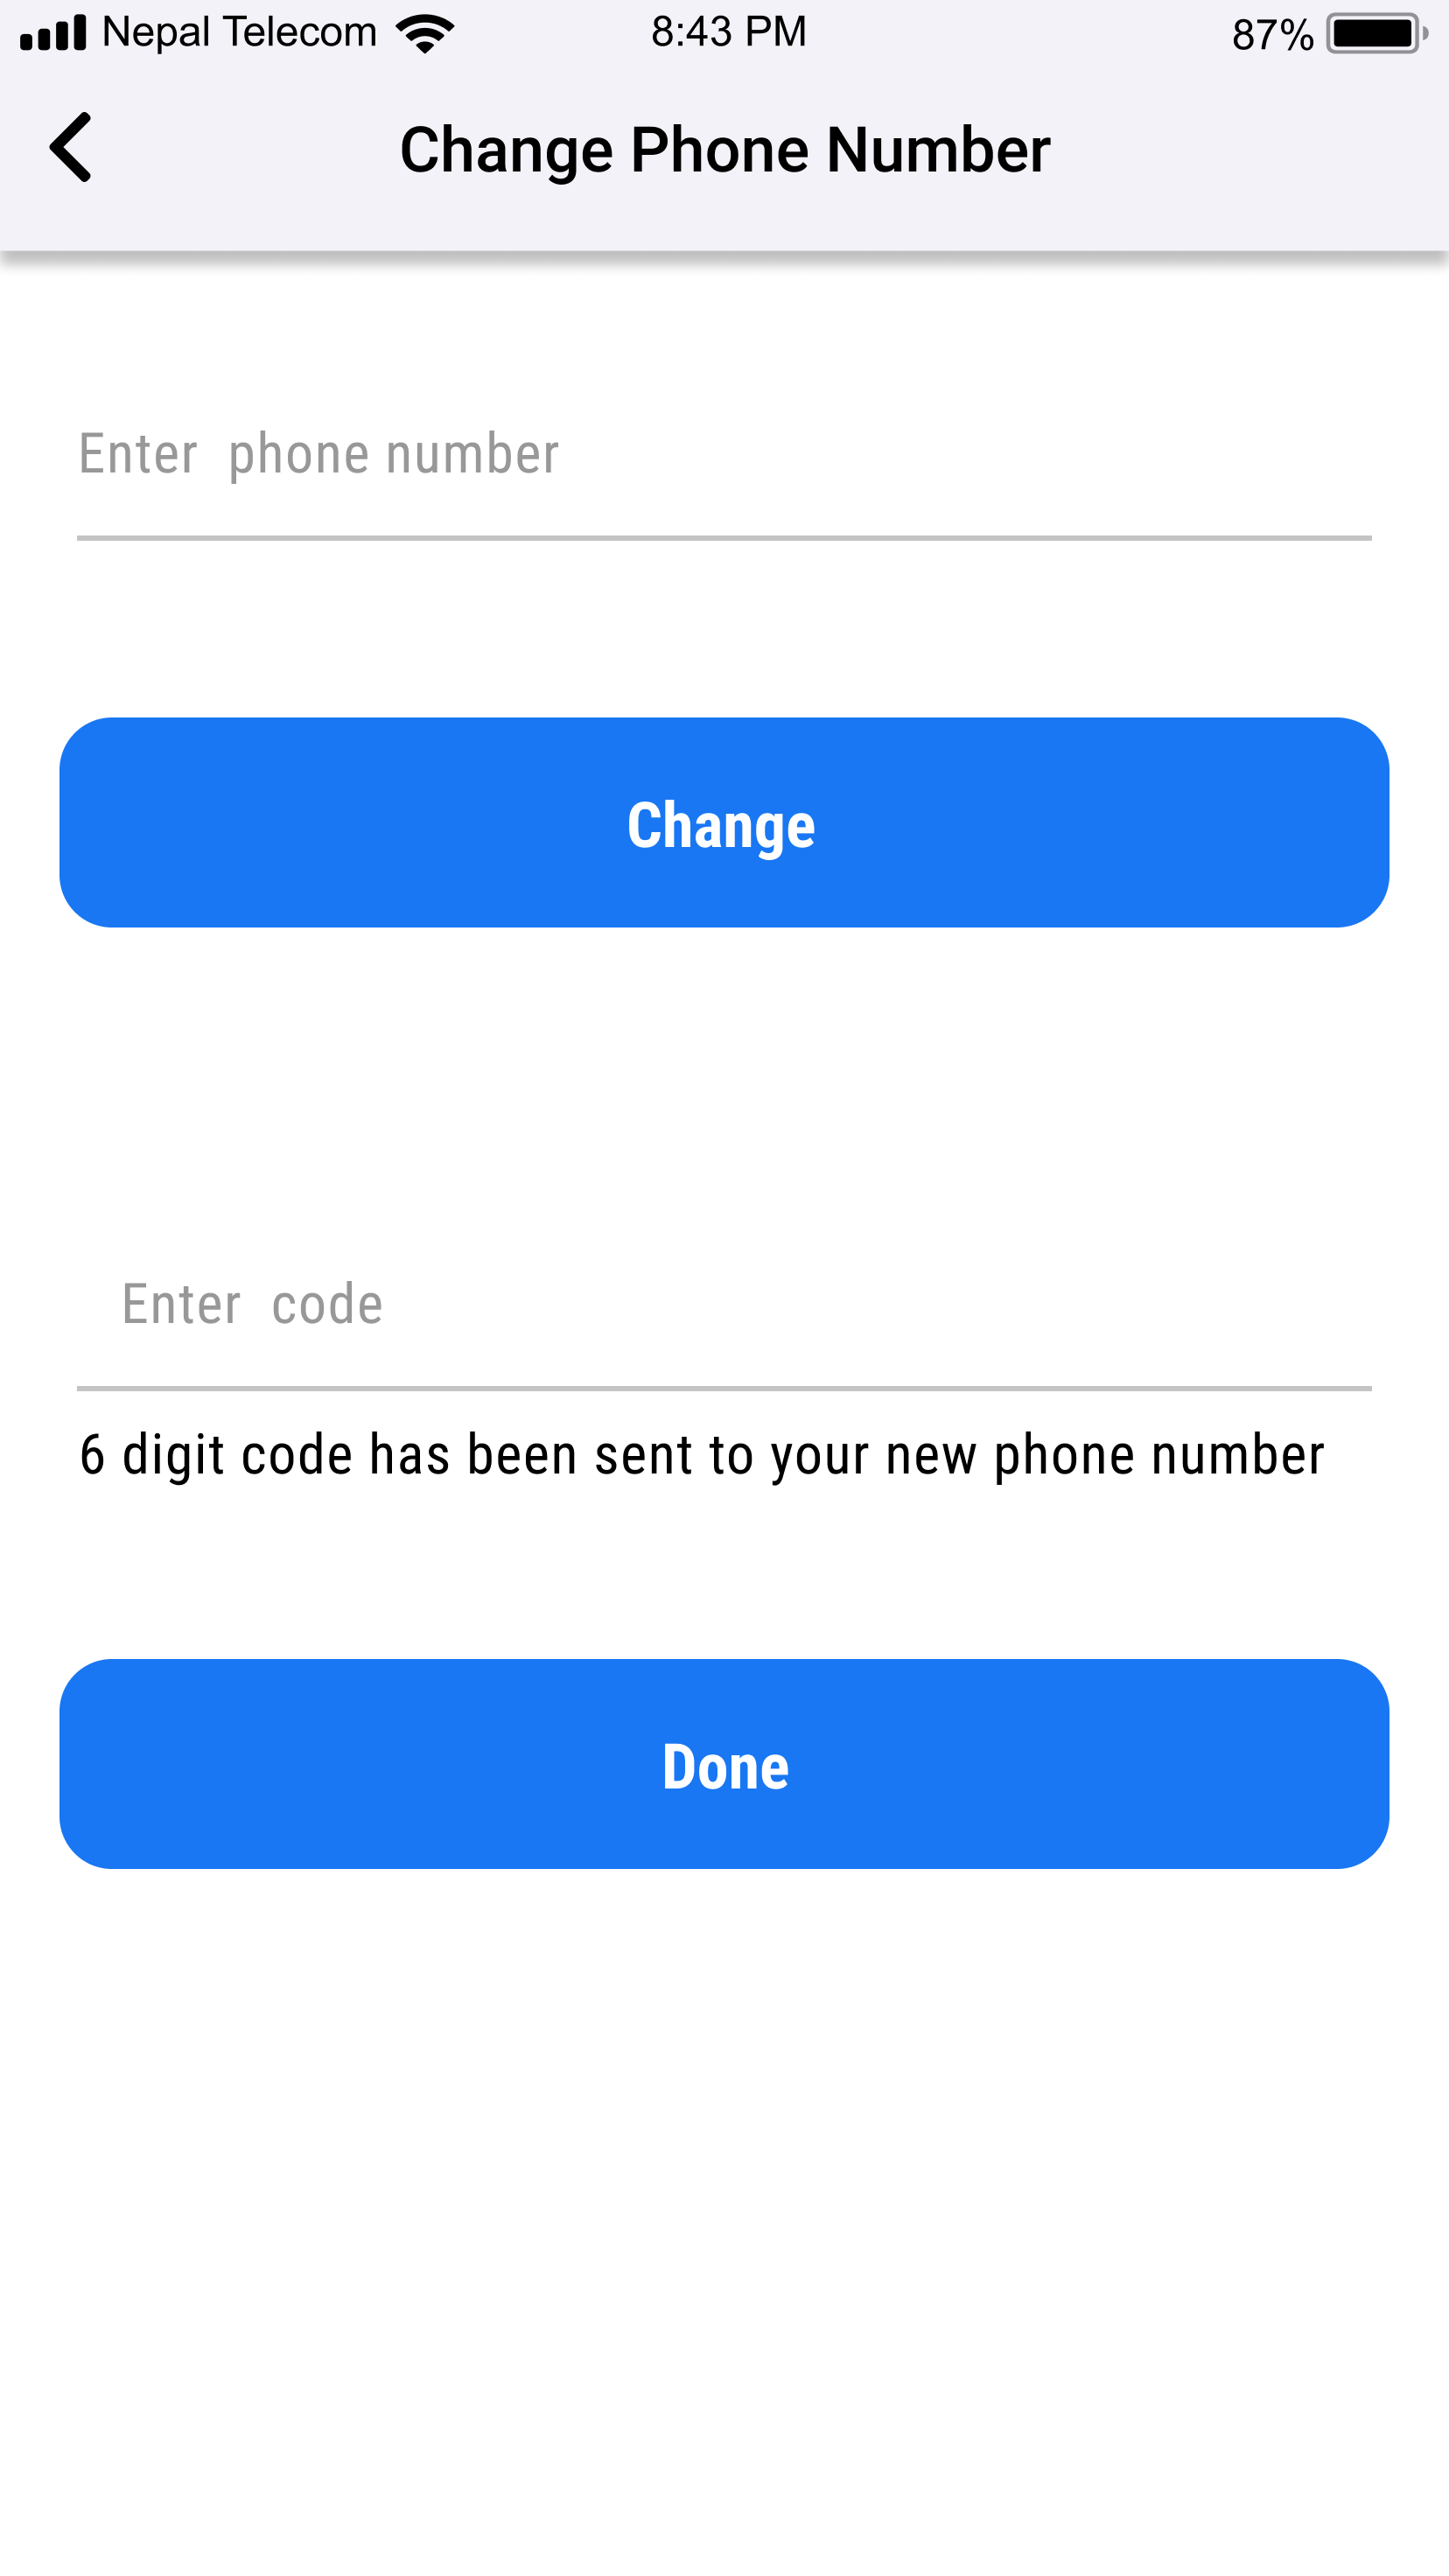 Nepal Telecom 8:43 PM 87%
Change Phone Number
Enter phone number
Change
Enter code
6 digit code has been sent to your new phone number
Done